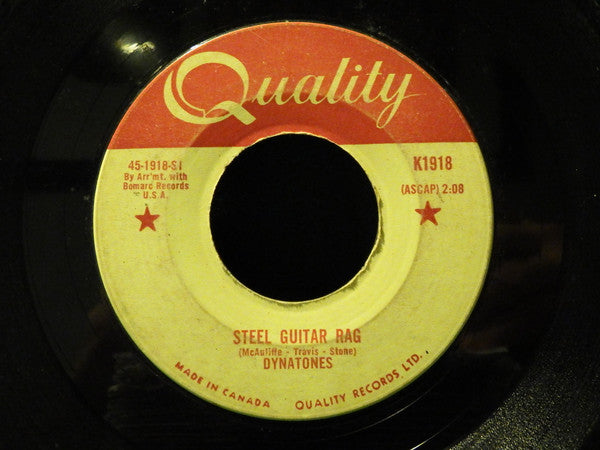 Quality
45-1918-S1
By Arr'mt. with
Bomard Records
U.S.A.
K1918
(ASCAP) 2:08
STEEL GUITAR RAG
(McAuliffe - Travis - Stone)
DYNATONES
MADE IN CANADA QUALITY RECORDS LTD.